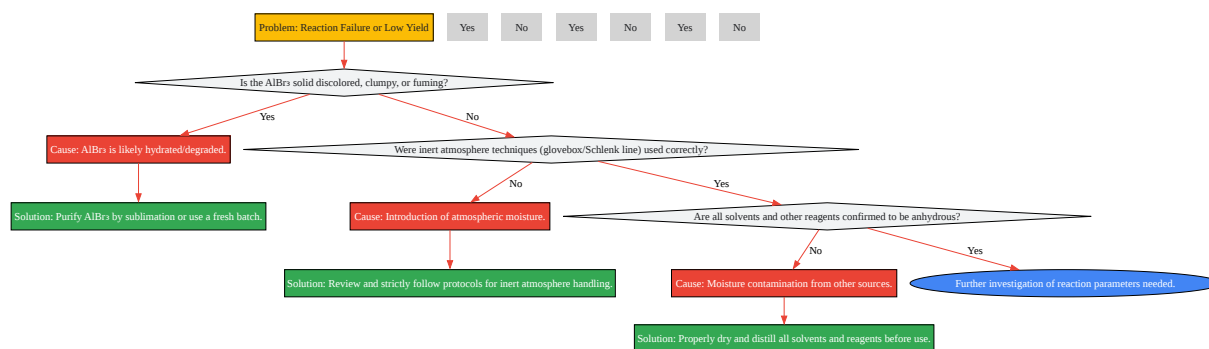 Problem: Reaction Failure or Low Yield
Yes
No
Yes
No
Yes
No
Is the AlBr₃ solid discolored, clumpy, or fuming?
Yes
No
Cause: AlBr₃ is likely hydrated/degraded.
Were inert atmosphere techniques (glovebox/Schlenk line) used correctly?
No
Yes
Solution: Purify AlBr₃ by sublimation or use a fresh batch.
Cause: Introduction of atmospheric moisture.
Are all solvents and other reagents confirmed to be anhydrous?
No
Yes
Solution: Review and strictly follow protocols for inert atmosphere handling.
Cause: Moisture contamination from other sources.
Further investigation of reaction parameters needed.
Solution: Properly dry and distill all solvents and reagents before use.